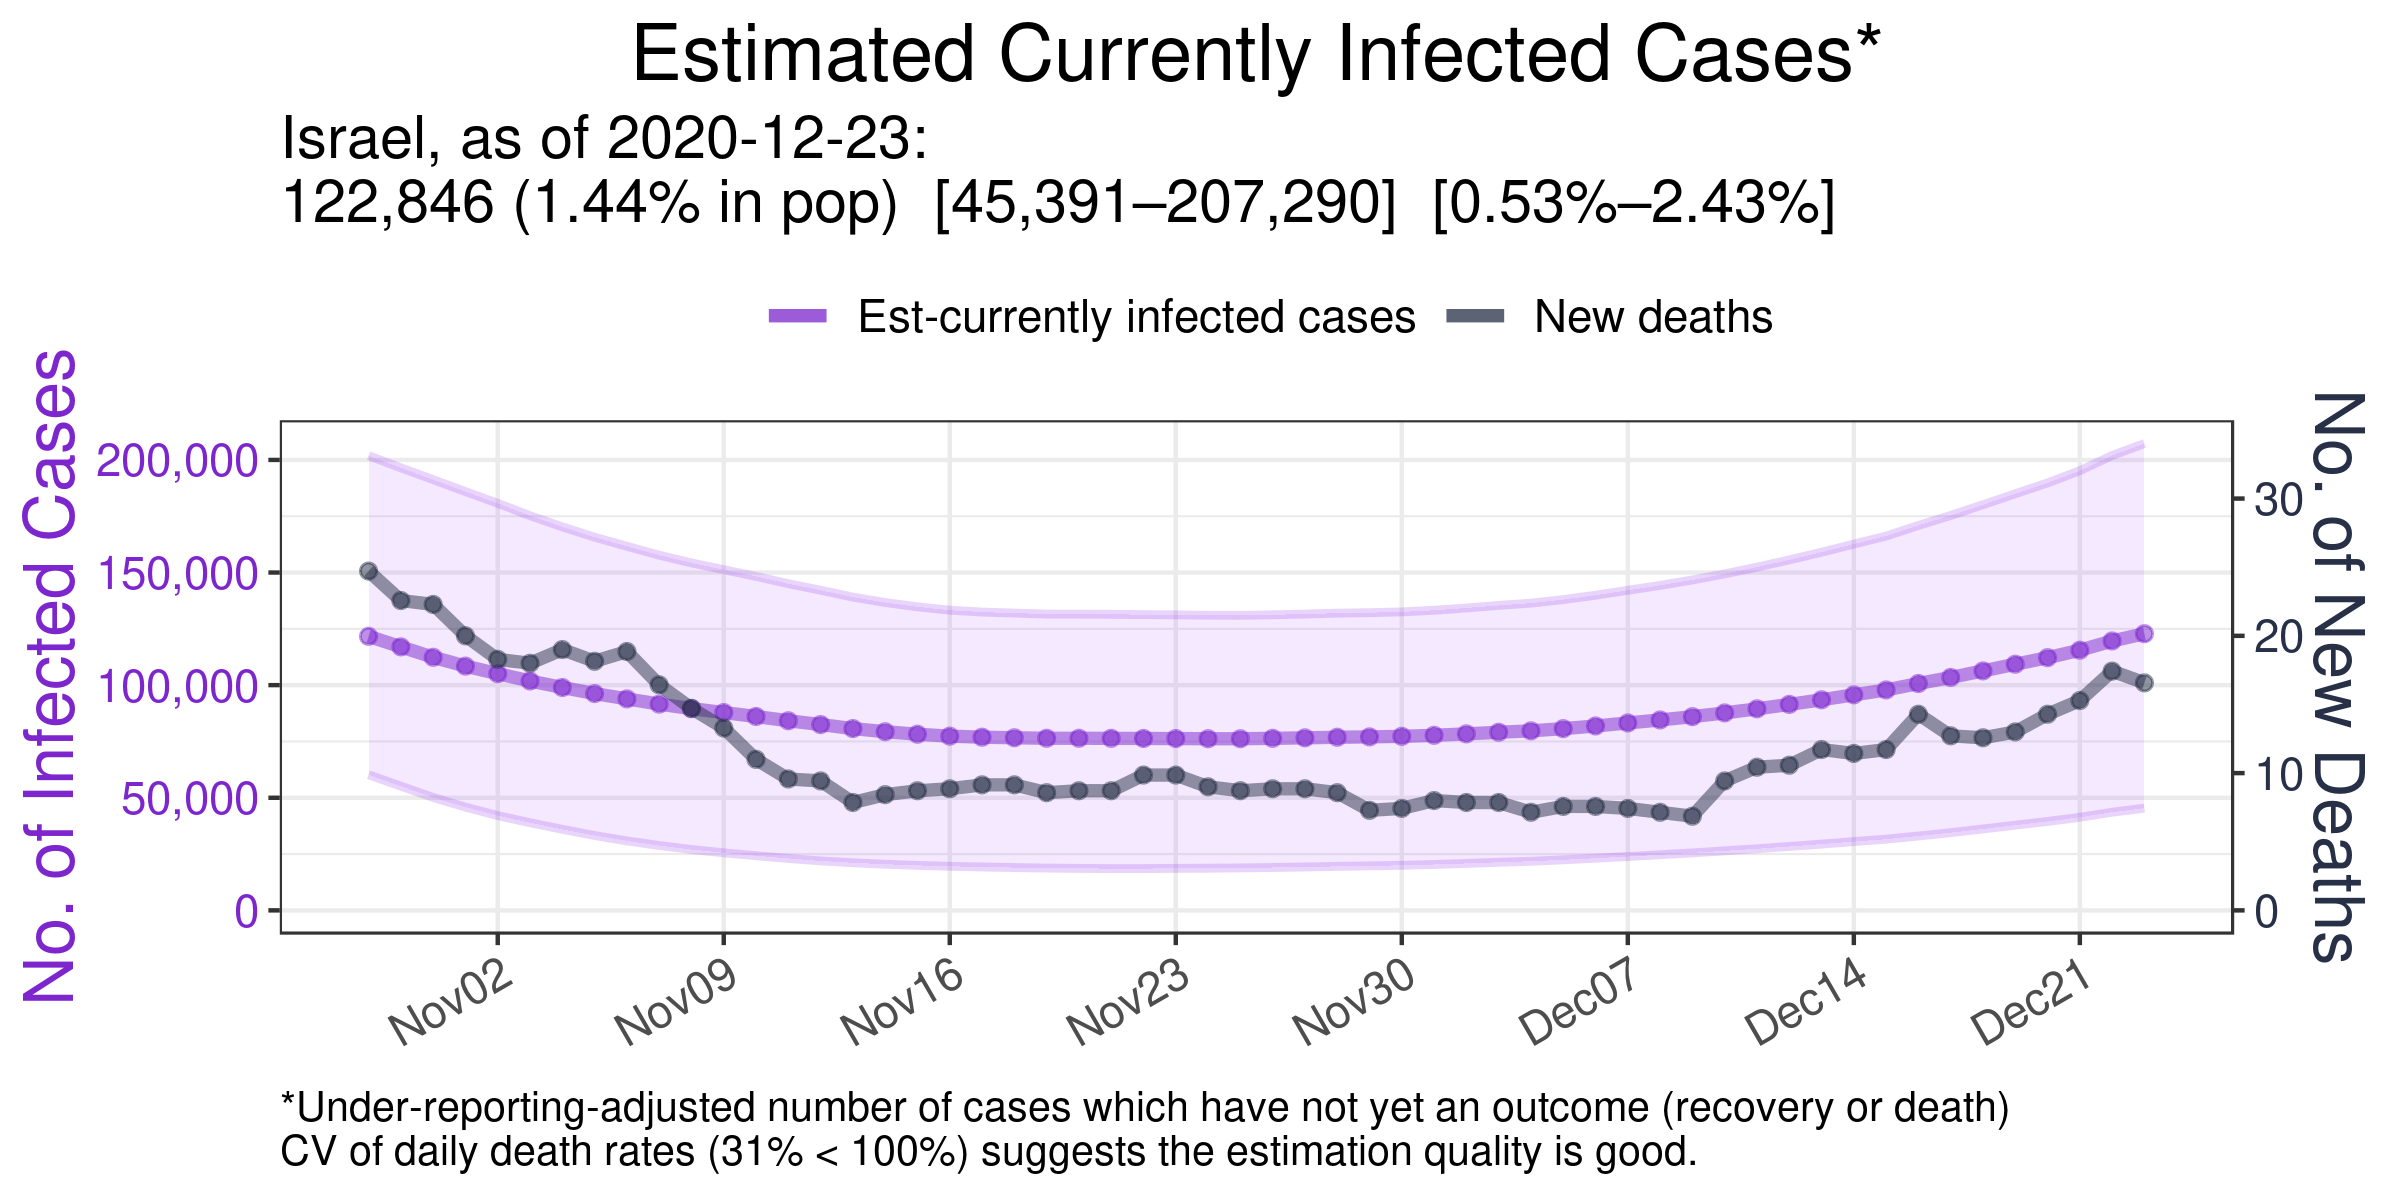 Estimated Currently Infected Cases*
Israel, as of 2020-12-23:
122,846 (1.44% in pop)  [45,391–207,290]  [0.53%–2.43%]
Est-currently infected cases
New deaths
No. of Infected Cases
200,000
150,000
100,000
50,000
0
No. of New Deaths
30
20
10
0
Nov02
Nov09
Nov16
Nov23
Nov30
Dec07
Dec14
Dec21
*Under-reporting-adjusted number of cases which have not yet an outcome (recovery or death)
CV of daily death rates (31% < 100%) suggests the estimation quality is good.